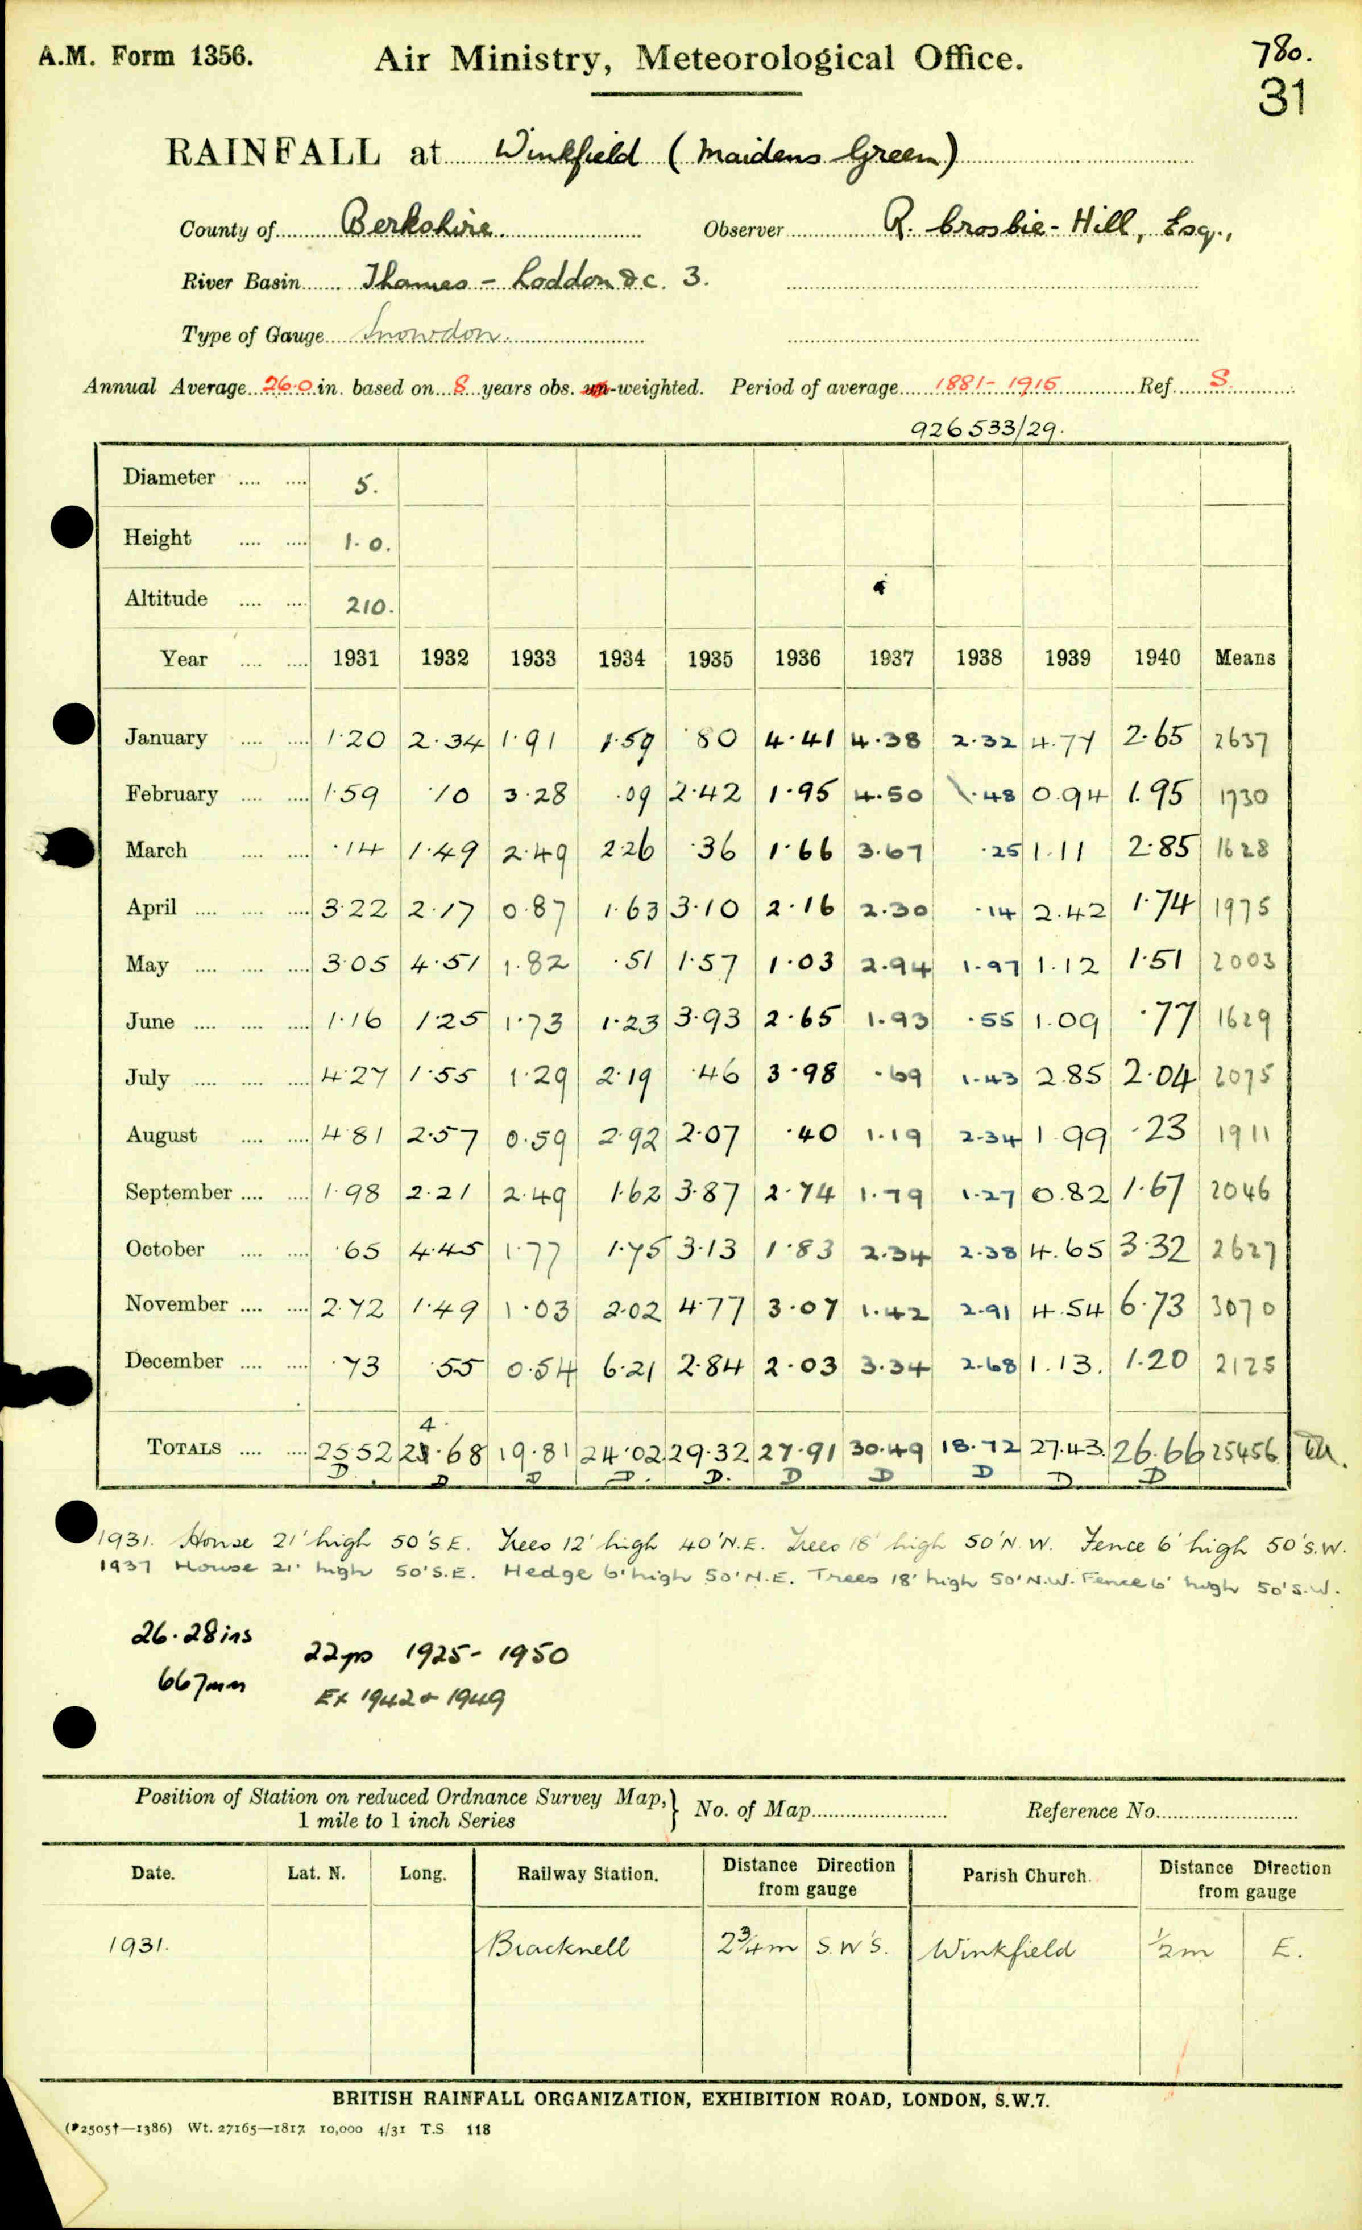 A.M. Form 1356. Air Ministry, Meteorological Office. 780.
31
RAINFALL at Winkfield (Maidens Green)
County of Berkshire Observer R. Crosbie-Hill, Esq.,
River Basin Thames - Loddon &c. 3.
Type of Gauge Snowdon.
Annual Average 26.0 in. based on 8 years obs. un-weighted. Period of average 1881-1915 Ref. S.
926533/29.
Diameter 5.
Height 1.0.
Altitude 210.
Year 1931 1932 1933 1934 1935 1936 1937 1938 1939 1940 Means
January 1.20 2.34 1.91 1.59 .80 4.41 4.38 2.32 4.77 2.65 2637
February 1.59 .10 3.28 .09 2.42 1.95 4.50 .48 0.94 1.95 1730
March .14 1.49 2.49 2.26 .36 1.66 3.67 .25 1.11 2.85 1628
April 3.22 2.17 0.87 1.63 3.10 2.16 2.30 .14 2.42 1.74 1975
May 3.05 4.51 1.82 .51 1.57 1.03 2.94 1.97 1.12 1.51 2003
June 1.16 1.25 1.73 1.23 3.93 2.65 1.93 .55 1.09 .77 1629
July 4.27 1.55 1.29 2.19 .46 3.98 .69 1.43 2.85 2.04 2075
August 4.81 2.57 0.59 2.92 2.07 .40 1.19 2.34 1.99 .23 1911
September 1.98 2.21 2.49 1.62 3.87 2.74 1.79 1.27 0.82 1.67 2046
October .65 4.45 1.77 1.75 3.13 1.83 2.34 2.38 4.65 3.32 2627
November 2.72 1.49 1.03 2.02 4.77 3.07 1.42 2.91 4.54 6.73 3070
December .73 .55 0.54 6.21 2.84 2.03 3.34 2.68 1.13. 1.20 2125
4
TOTALS 25.52 23.68 19.81 24.02 29.32 27.91 30.49 18.72 27.43 26.66 25456
D. D D D. D. D D D D D
1931. House 21' high 50' S.E. Trees 12' high 40' N.E. Trees 18' high 50' N.W. Fence 6' high 50' S.W.
1937 House 21' high 50' S.E. Hedge 6' high 50' N.E. Trees 18' high 50' N.W. Fence 6' high 50' S.W.
26.28 ins 22 yrs 1925-1950
667mm Ex 1942 & 1949
Position of Station on reduced Ordnance Survey Map, } No. of Map Reference No.
1 mile to 1 inch Series
Date. Lat. N. Long. Railway Station. Distance Direction from gauge Parish Church. Distance Direction from gauge
1931. Bracknell 2¾m S.W'S. Winkfield ½m E.
BRITISH RAINFALL ORGANIZATION, EXHIBITION ROAD, LONDON, S.W.7.
(*2505†—1386) Wt. 27165—1817 10,000 4/31 T.S 118